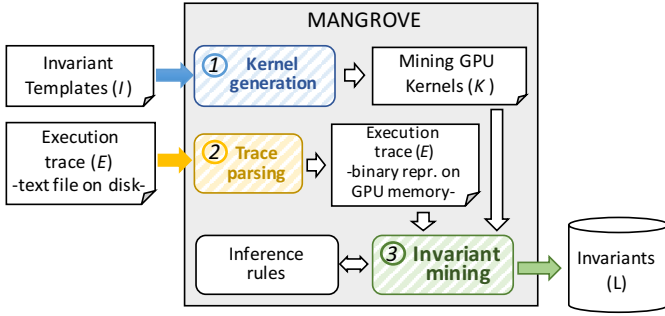 MANGROVE
Invariant
Templates (I)
1 Kernel
generation
Mining GPU
Kernels (K)
Execution
trace (E)
-text file on disk-
2 Trace
parsing
Execution
trace (E)
-binary repr. on
GPU memory-
Inference
rules
3 Invariant
mining
Invariants
(L)